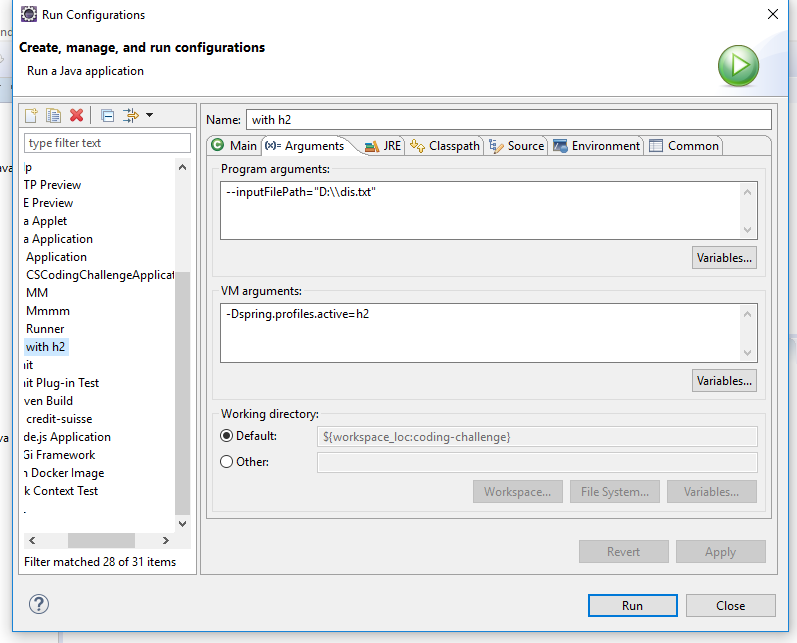 Run Configurations
Create, manage, and run configurations
Run a Java application
type filter text
p
TP Preview
E Preview
a Applet
a Application
Application
CSCodingChallengeApplicat
MM
Mmmm
Runner
with h2
nit
it Plug-in Test
ven Build
credit-suisse
de.js Application
Gi Framework
n Docker Image
k Context Test
Filter matched 28 of 31 items
Name: with h2
Main (x)= Arguments JRE Classpath Source Environment Common
Program arguments:
--inputFilePath="D:\\dis.txt"
Variables...
VM arguments:
-Dspring.profiles.active=h2
Variables...
Working directory:
Default: ${workspace_loc:coding-challenge}
Other:
Workspace... File System... Variables...
Revert Apply
Run Close